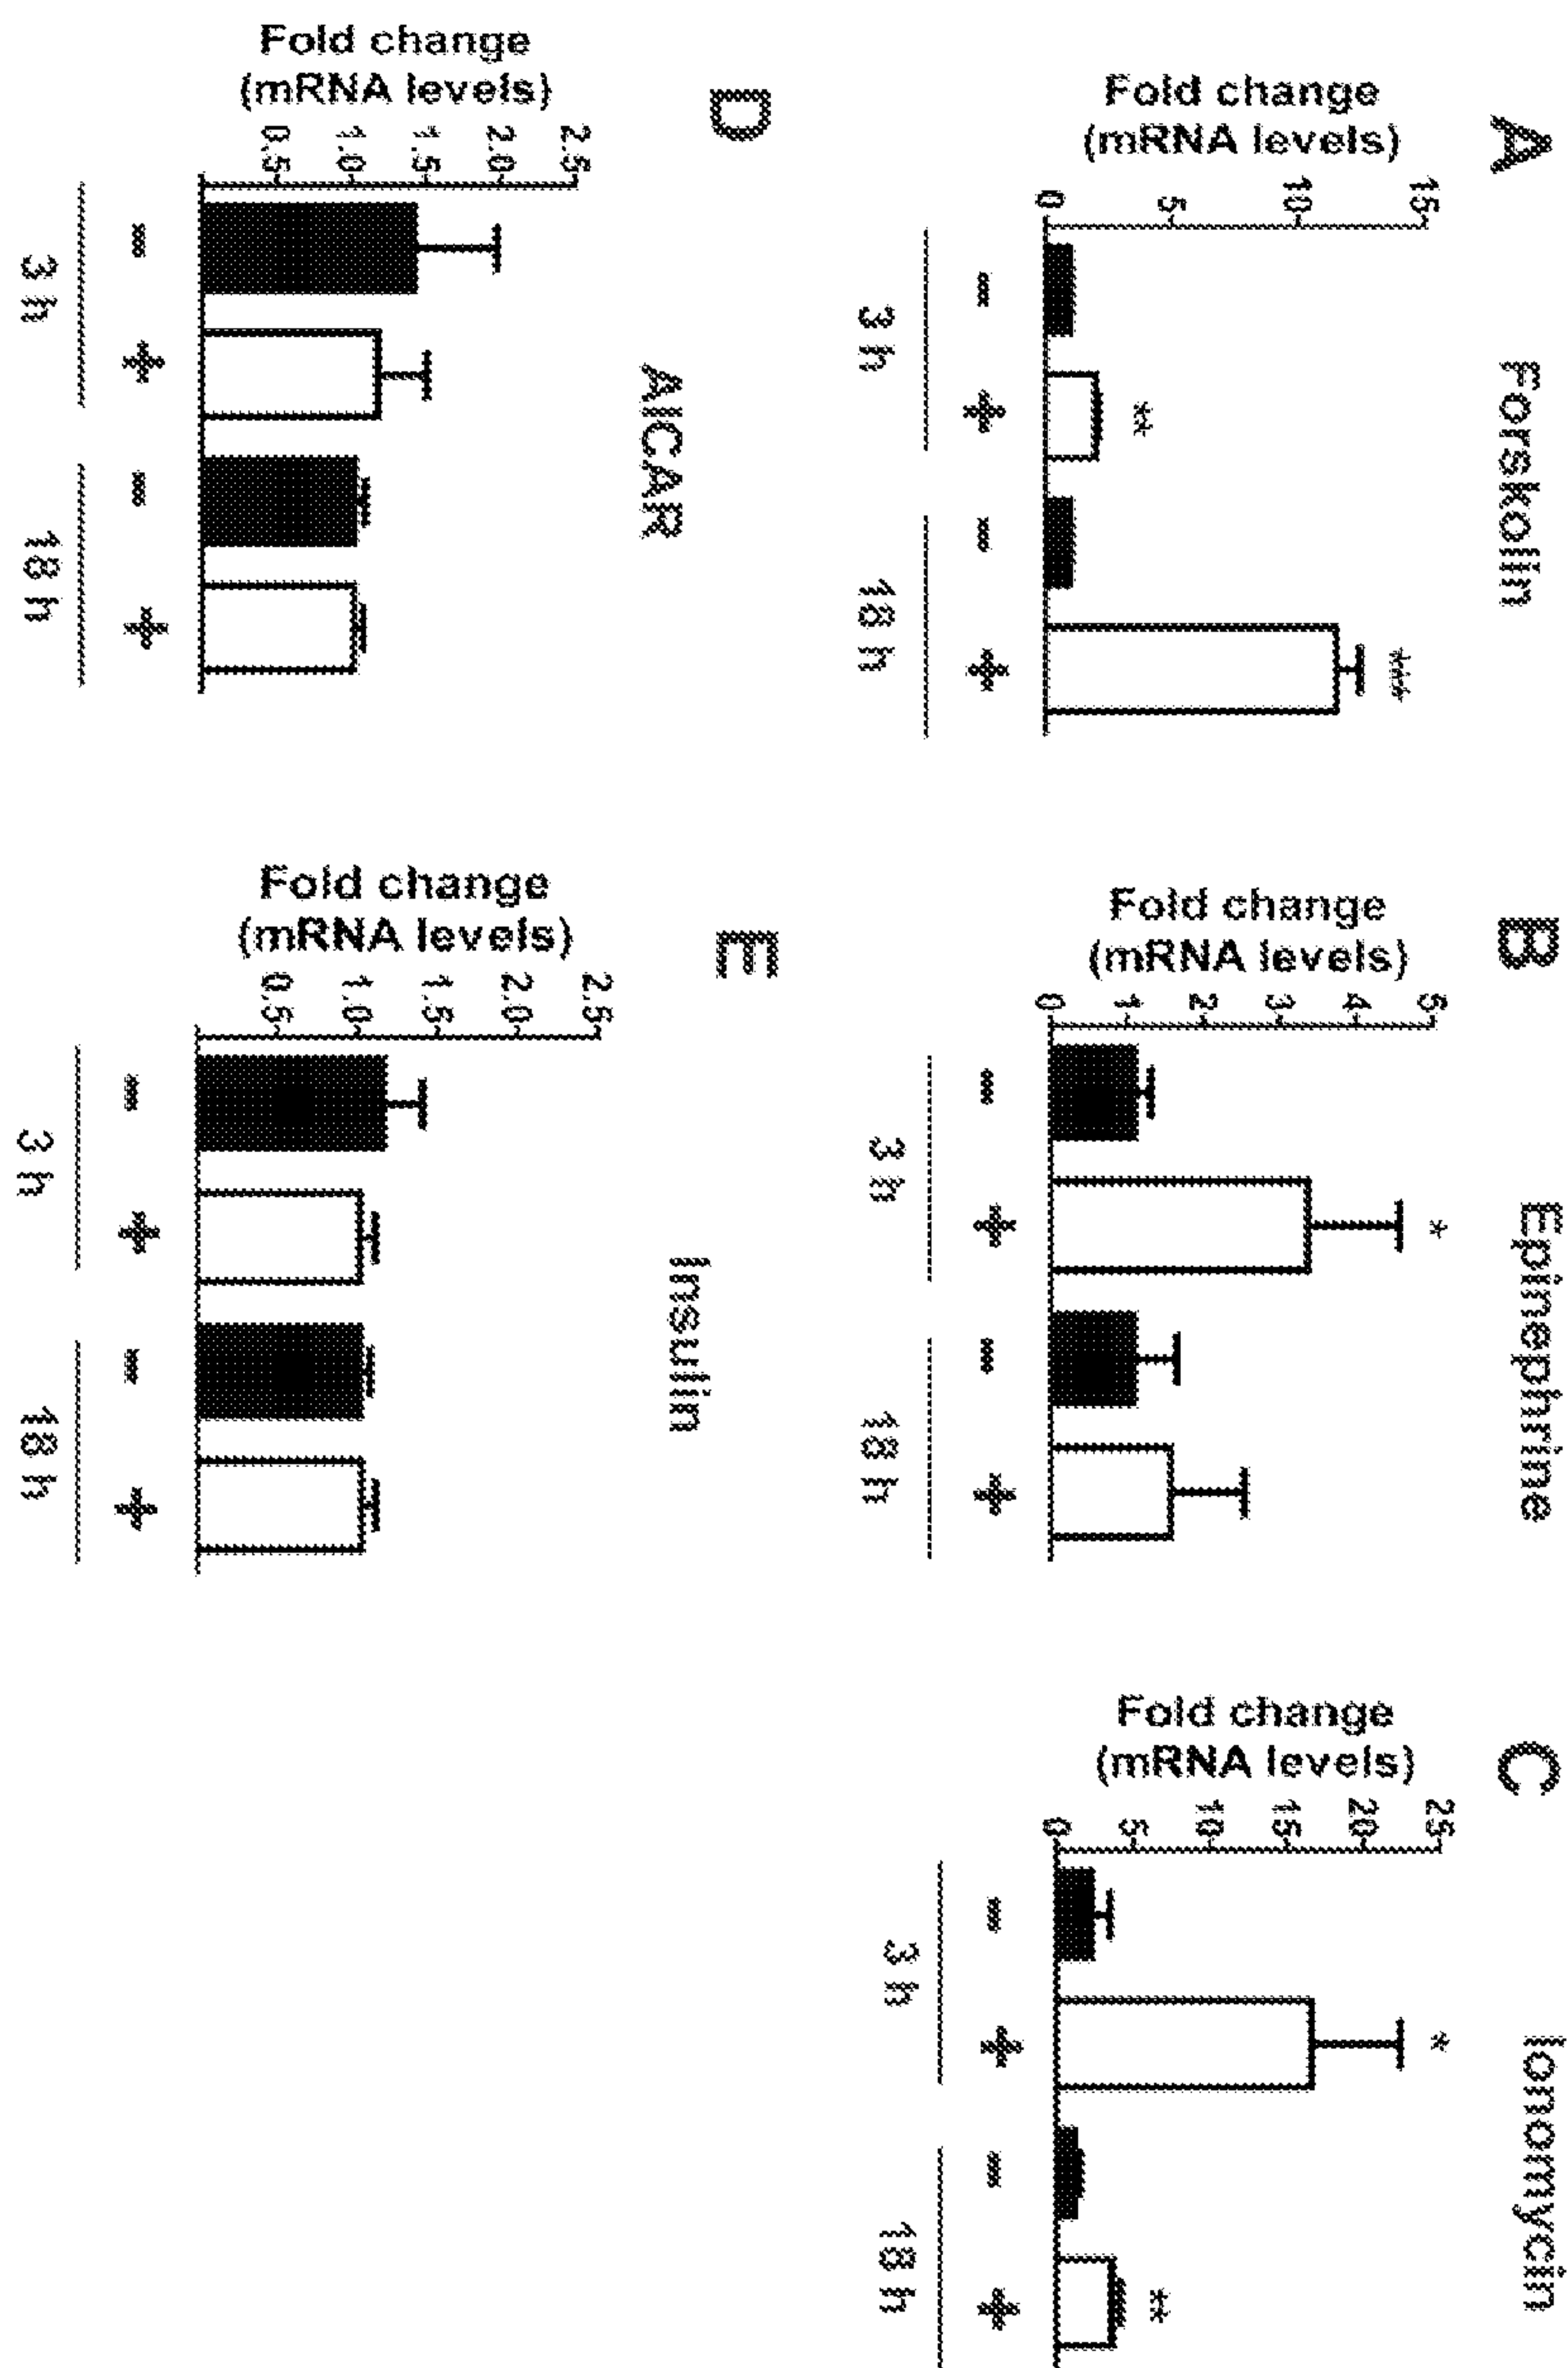 A
Forskolin
Fold change
(mRNA levels)
15
10
5
0
**
***
- + - +
3 h 18 h
B
Epinephrine
Fold change
(mRNA levels)
5
4
3
2
1
0
*
- + - +
3 h 18 h
C
Ionomycin
Fold change
(mRNA levels)
25
20
15
10
5
0
*
**
- + - +
3 h 18 h
D
AICAR
Fold change
(mRNA levels)
2.5
2.0
1.5
1.0
0.5
- + - +
3 h 18 h
E
Insulin
Fold change
(mRNA levels)
2.5
2.0
1.5
1.0
0.5
- + - +
3 h 18 h